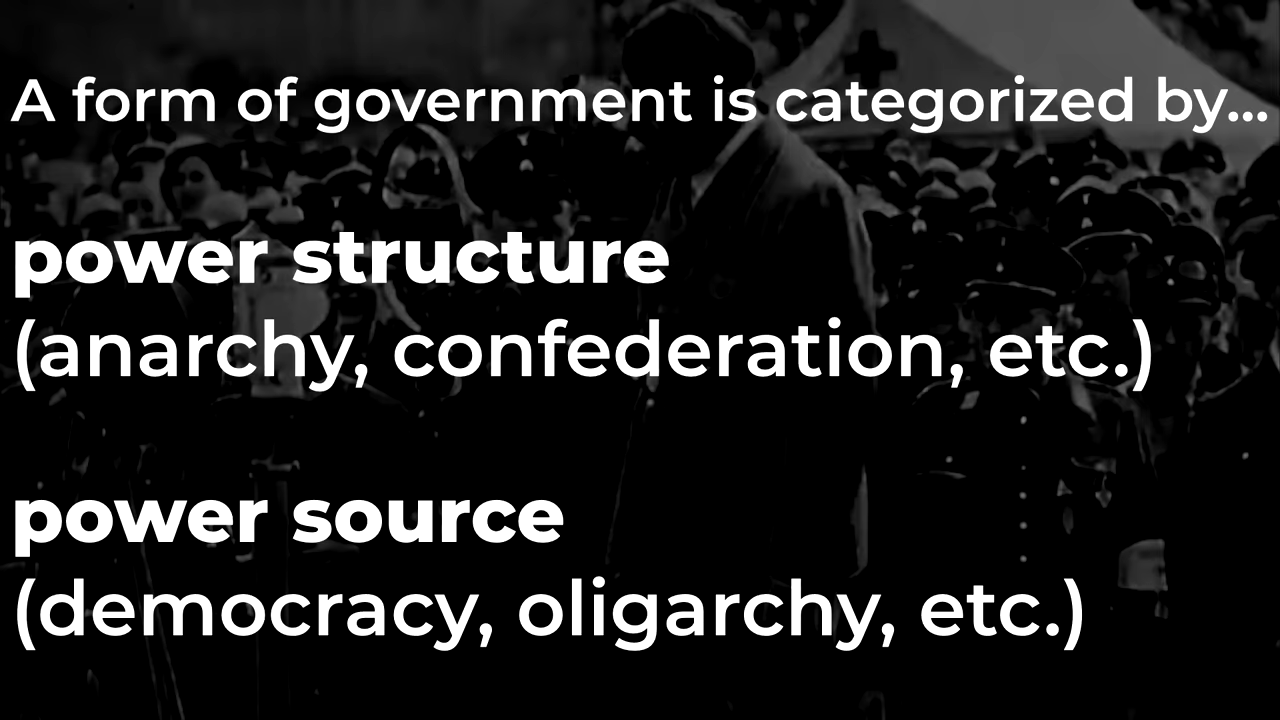 A form of government is categorized by...
power structure
(anarchy, confederation, etc.)
power source
(democracy, oligarchy, etc.)